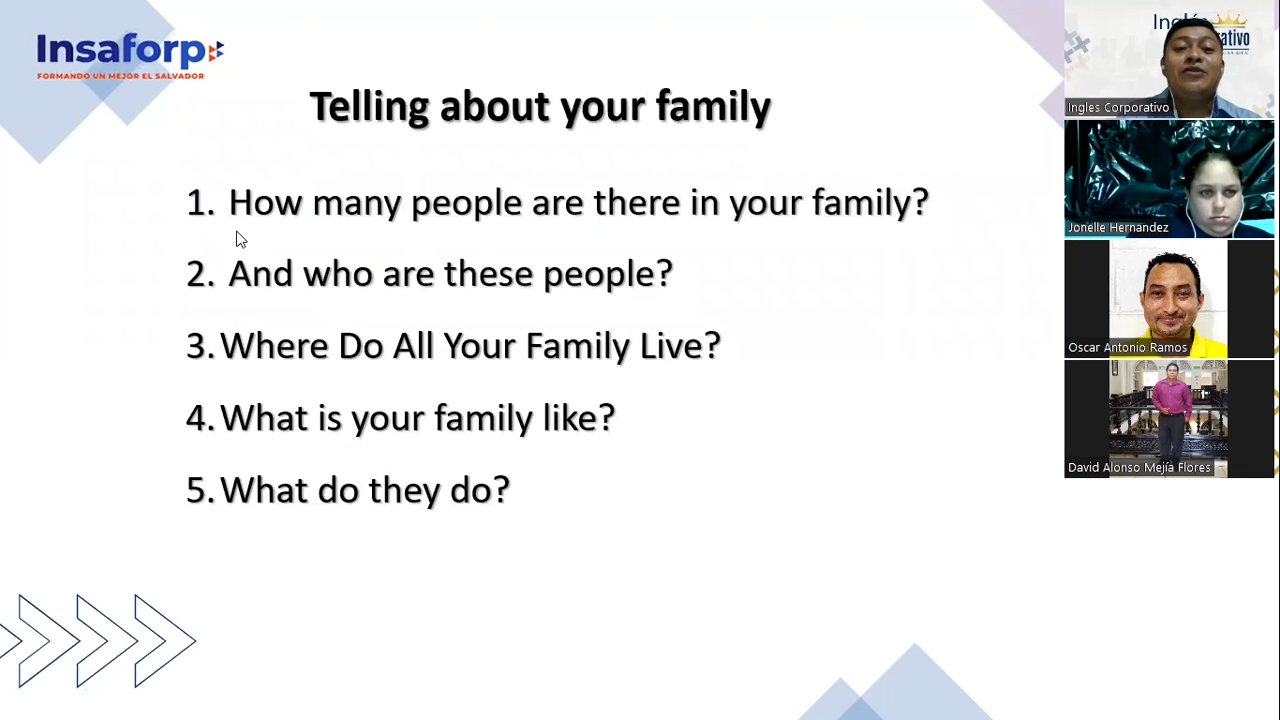 Insaforp
FORMANDO UN MEJOR EL SALVADOR
Telling about your family
1. How many people are there in your family?
2. And who are these people?
3. Where Do All Your Family Live?
4. What is your family like?
5. What do they do?
Ingles Corporativo
Jonelle Hernandez
Oscar Antonio Ramos
David Alonso Mejía Flores